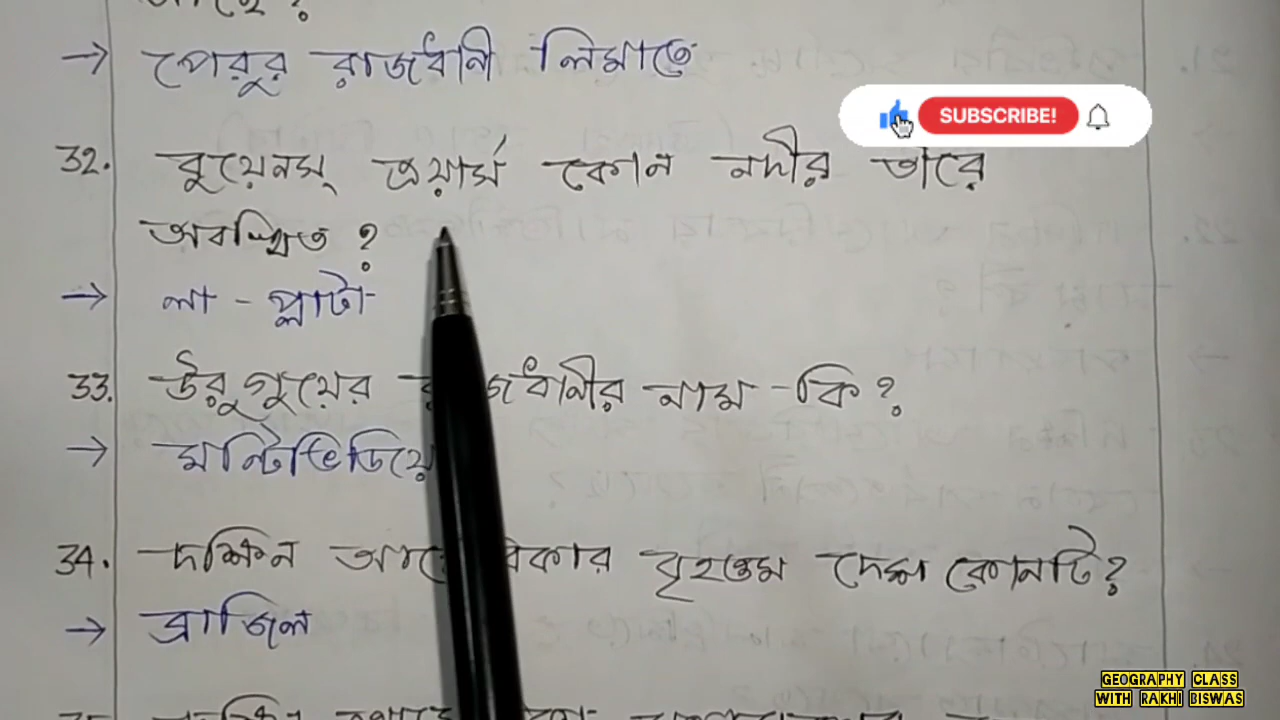 → পেরুর রাজধানী লিমাতে
SUBSCRIBE!
32. বুয়েনস্ এয়ার্স কোন নদীর তীরে
অবস্থিত ?
→ লা - প্লাটা
33. উরুগুয়ের রাজধানীর নাম - কি ?
→ মন্টিভিডিয়ো
34. দক্ষিন আমেরিকার বৃহত্তম দেশ কোনটি ?
→ ব্রাজিল
GEOGRAPHY CLASS
WITH RAKHI BISWAS